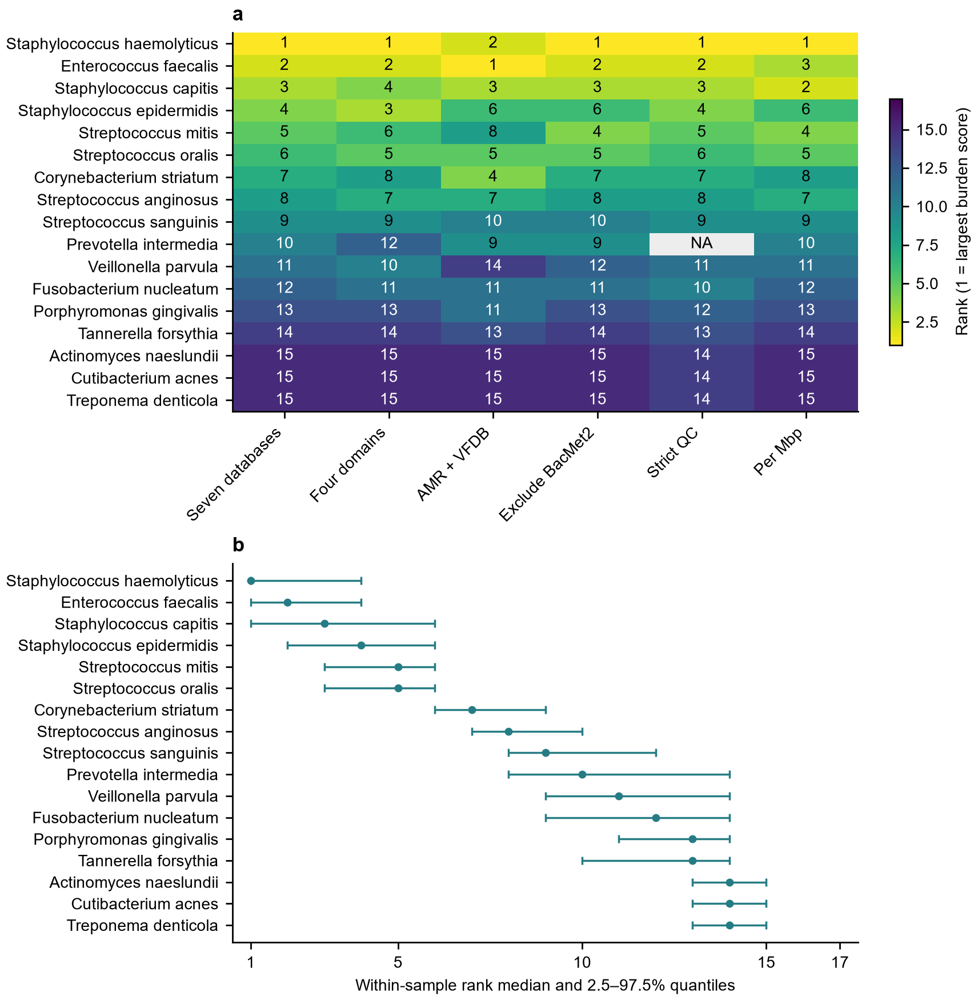 a
Staphylococcus haemolyticus 1 1 2 1 1 1
Enterococcus faecalis 2 2 1 2 2 3
Staphylococcus capitis 3 4 3 3 3 2
Staphylococcus epidermidis 4 3 6 6 4 6
Streptococcus mitis 5 6 8 4 5 4
Streptococcus oralis 6 5 5 5 6 5
Corynebacterium striatum 7 8 4 7 7 8
Streptococcus anginosus 8 7 7 8 8 7
Streptococcus sanguinis 9 9 10 10 9 9
Prevotella intermedia 10 12 9 9 NA 10
Veillonella parvula 11 10 14 12 11 11
Fusobacterium nucleatum 12 11 11 11 10 12
Porphyromonas gingivalis 13 13 11 13 12 13
Tannerella forsythia 14 14 13 14 13 14
Actinomyces naeslundii 15 15 15 15 14 15
Cutibacterium acnes 15 15 15 15 14 15
Treponema denticola 15 15 15 15 14 15
Seven databases
Four domains
AMR + VFDB
Exclude BacMet2
Strict QC
Per Mbp
15.0
12.5
10.0
7.5
5.0
2.5
Rank (1 = largest burden score)
b
Staphylococcus haemolyticus
Enterococcus faecalis
Staphylococcus capitis
Staphylococcus epidermidis
Streptococcus mitis
Streptococcus oralis
Corynebacterium striatum
Streptococcus anginosus
Streptococcus sanguinis
Prevotella intermedia
Veillonella parvula
Fusobacterium nucleatum
Porphyromonas gingivalis
Tannerella forsythia
Actinomyces naeslundii
Cutibacterium acnes
Treponema denticola
1 5 10 15 17
Within-sample rank median and 2.5–97.5% quantiles